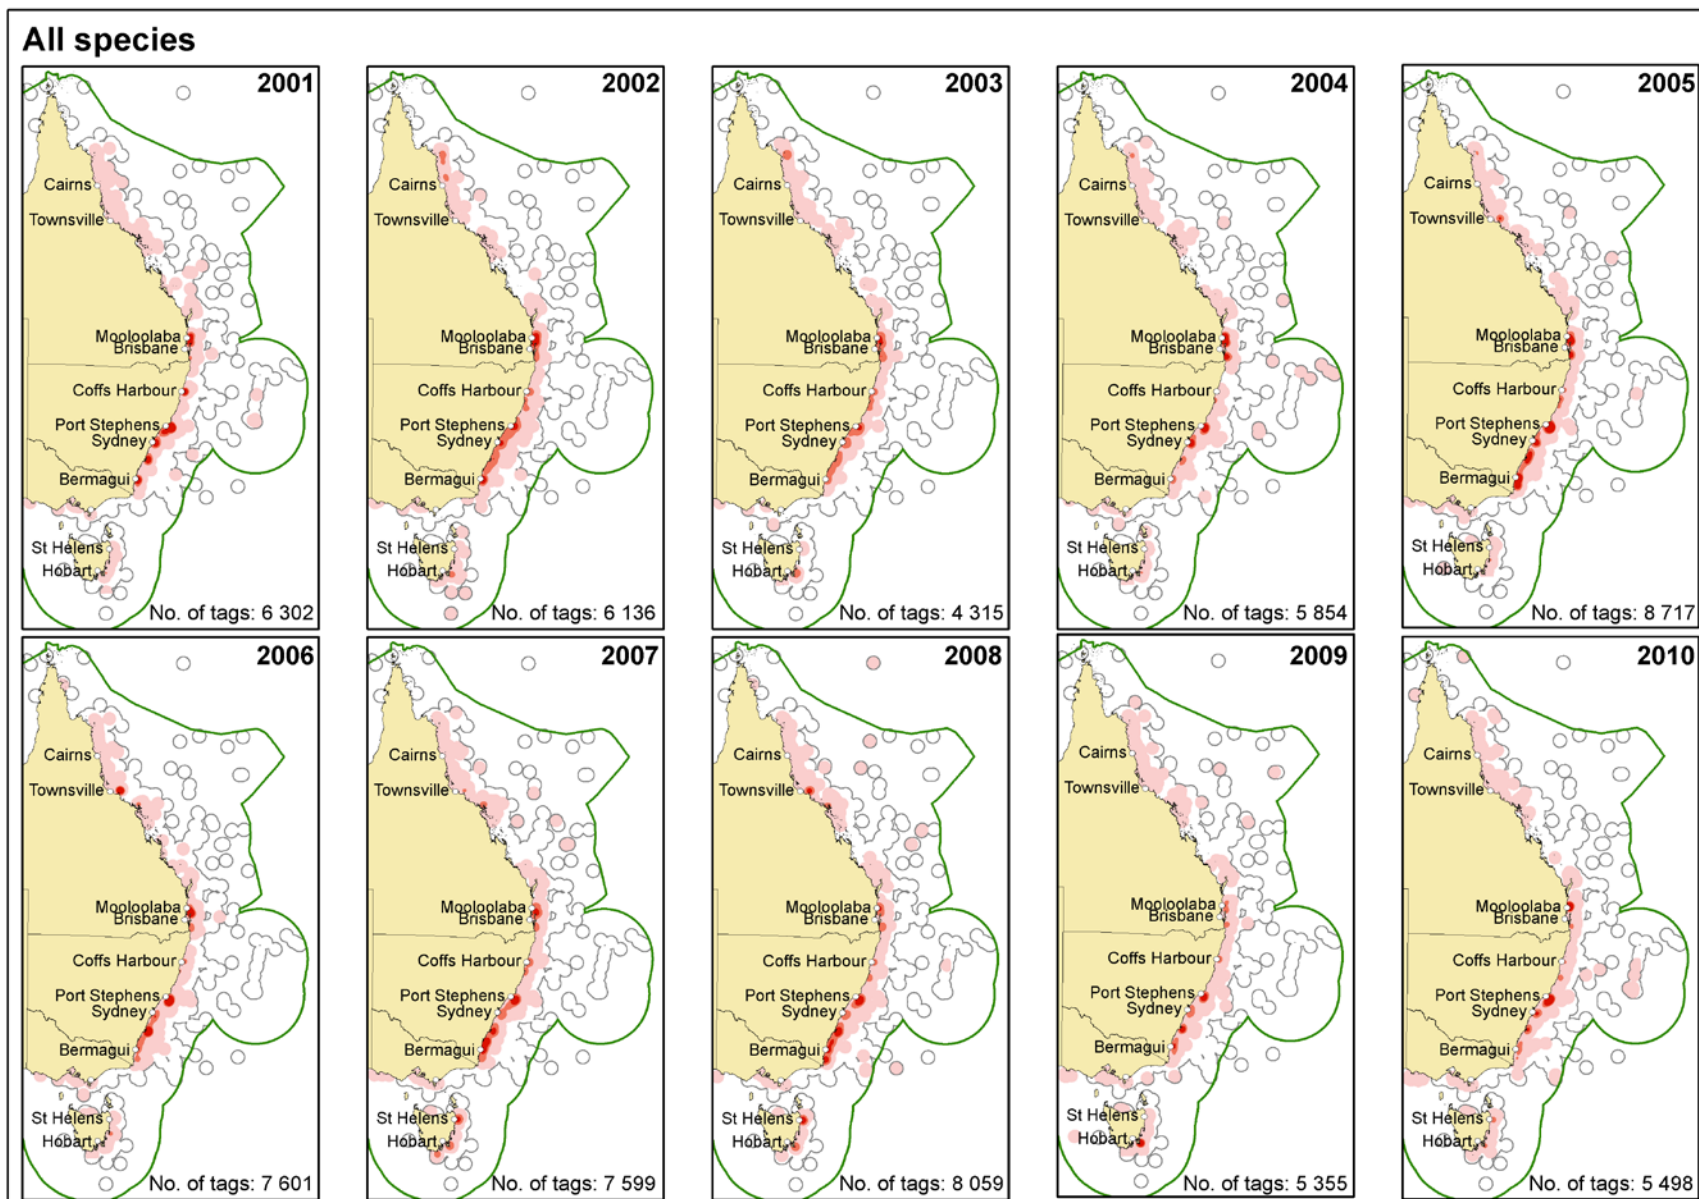 All species
2001
Cairns
Townsville
Mooloolaba
Brisbane
Coffs Harbour
Port Stephens
Sydney
Bermagui
St Helens
Hobart
No. of tags: 6 302
2002
Cairns
Townsville
Mooloolaba
Brisbane
Coffs Harbour
Port Stephens
Sydney
Bermagui
St Helens
Hobart
No. of tags: 6 136
2003
Cairns
Townsville
Mooloolaba
Brisbane
Coffs Harbour
Port Stephens
Sydney
Bermagui
St Helens
Hobart
No. of tags: 4 315
2004
Cairns
Townsville
Mooloolaba
Brisbane
Coffs Harbour
Port Stephens
Sydney
Bermagui
St Helens
Hobart
No. of tags: 5 854
2005
Cairns
Townsville
Mooloolaba
Brisbane
Coffs Harbour
Port Stephens
Sydney
Bermagui
St Helens
Hobart
No. of tags: 8 717
2006
Cairns
Townsville
Mooloolaba
Brisbane
Coffs Harbour
Port Stephens
Sydney
Bermagui
St Helens
Hobart
No. of tags: 7 601
2007
Cairns
Townsville
Mooloolaba
Brisbane
Coffs Harbour
Port Stephens
Sydney
Bermagui
St Helens
Hobart
No. of tags: 7 599
2008
Cairns
Townsville
Mooloolaba
Brisbane
Coffs Harbour
Port Stephens
Sydney
Bermagui
St Helens
Hobart
No. of tags: 8 059
2009
Cairns
Townsville
Mooloolaba
Brisbane
Coffs Harbour
Port Stephens
Sydney
Bermagui
St Helens
Hobart
No. of tags: 5 355
2010
Cairns
Townsville
Mooloolaba
Brisbane
Coffs Harbour
Port Stephens
Sydney
Bermagui
St Helens
Hobart
No. of tags: 5 498